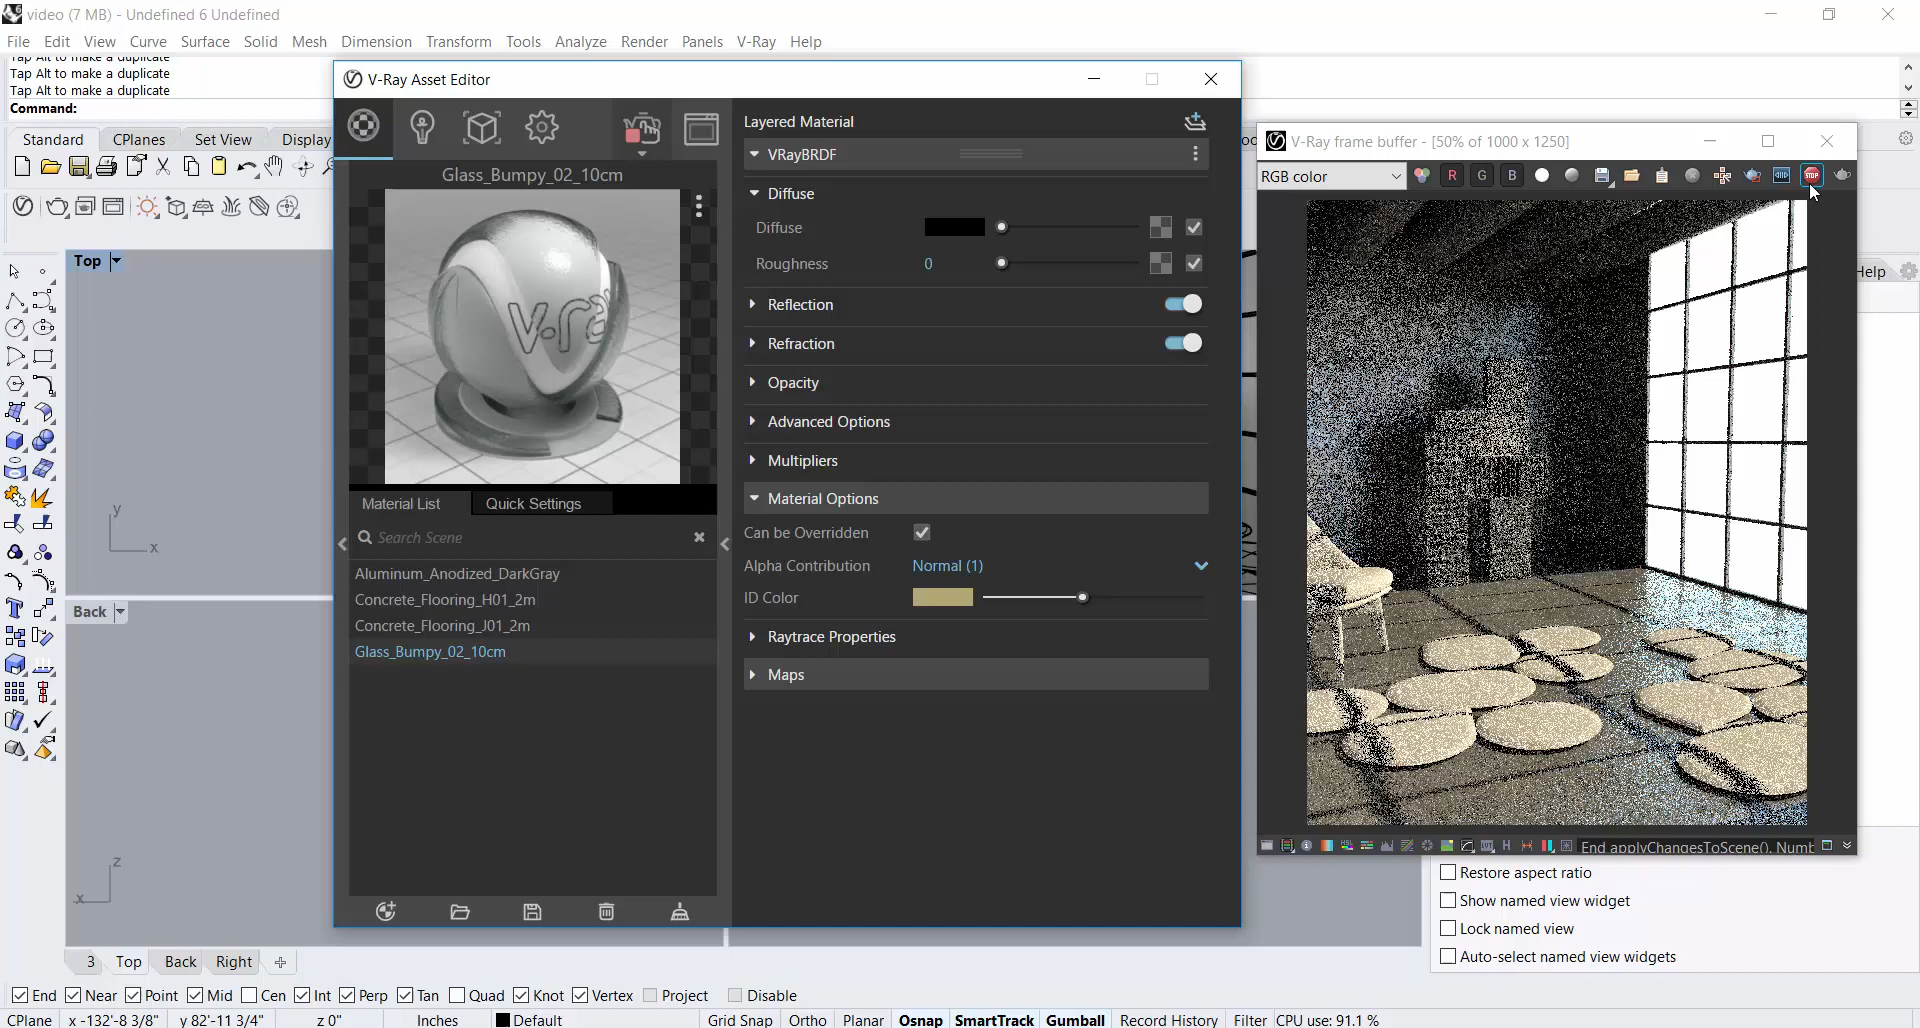 video (7 MB) - Undefined 6 Undefined
File Edit View Curve Surface Solid Mesh Dimension Transform Tools Analyze Render Panels V-Ray Help
Tap Alt to make a duplicate
Tap Alt to make a duplicate
Tap Alt to make a duplicate
Command:
Standard CPlanes Set View Display
V-Ray Asset Editor
Glass_Bumpy_02_10cm
Material List Quick Settings
Search Scene
Aluminum_Anodized_DarkGray
Concrete_Flooring_H01_2m
Concrete_Flooring_J01_2m
Glass_Bumpy_02_10cm
Layered Material
VRayBRDF
Diffuse
Diffuse
Roughness 0
Reflection
Refraction
Opacity
Advanced Options
Multipliers
Material Options
Can be Overridden
Alpha Contribution Normal (1)
ID Color
Raytrace Properties
Maps
V-Ray frame buffer - [50% of 1000 x 1250]
RGB color R G B STOP
End applyChangesToScene(). Numb
Help
Restore aspect ratio
Show named view widget
Lock named view
Auto-select named view widgets
Top
y
x
Back
z
x
3 Top Back Right
End Near Point Mid Cen Int Perp Tan Quad Knot Vertex Project Disable
CPlane x -132'-8 3/8" y 82'-11 3/4" z 0" Inches Default Grid Snap Ortho Planar Osnap SmartTrack Gumball Record History Filter CPU use: 91.1 %